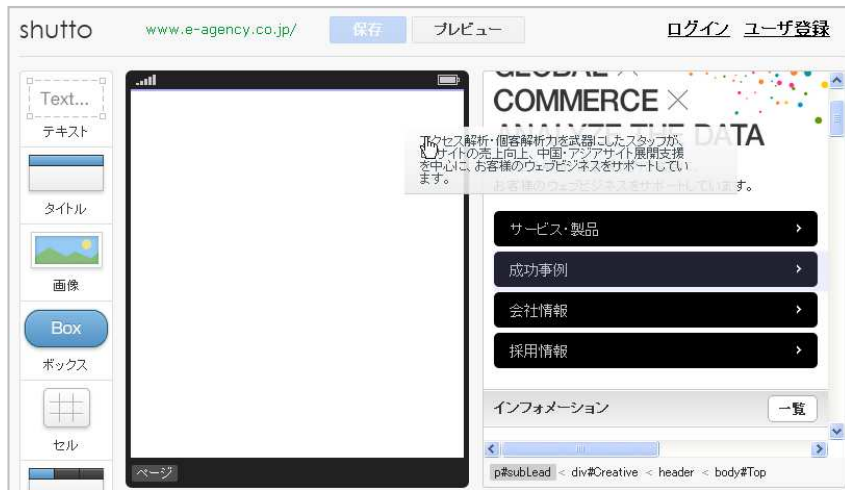 shutto
www.e-agency.co.jp/
保存
プレビュー
ログイン ユーザ登録
Text...
テキスト
タイトル
画像
Box
ボックス
セル
ページ
GLOBAL ×
COMMERCE ×
ANALYZE THE DATA
アクセス解析・個客解析力を武器にしたスタッフが、
サイトの売上向上、中国・アジアサイト展開支援
を中心に、お客様のウェブビジネスをサポートしてい
ます。
お客様のウェブビジネスをサポートしています。
サービス・製品
成功事例
会社情報
採用情報
インフォメーション
一覧
p#subLead < div#Creative < header < body#Top